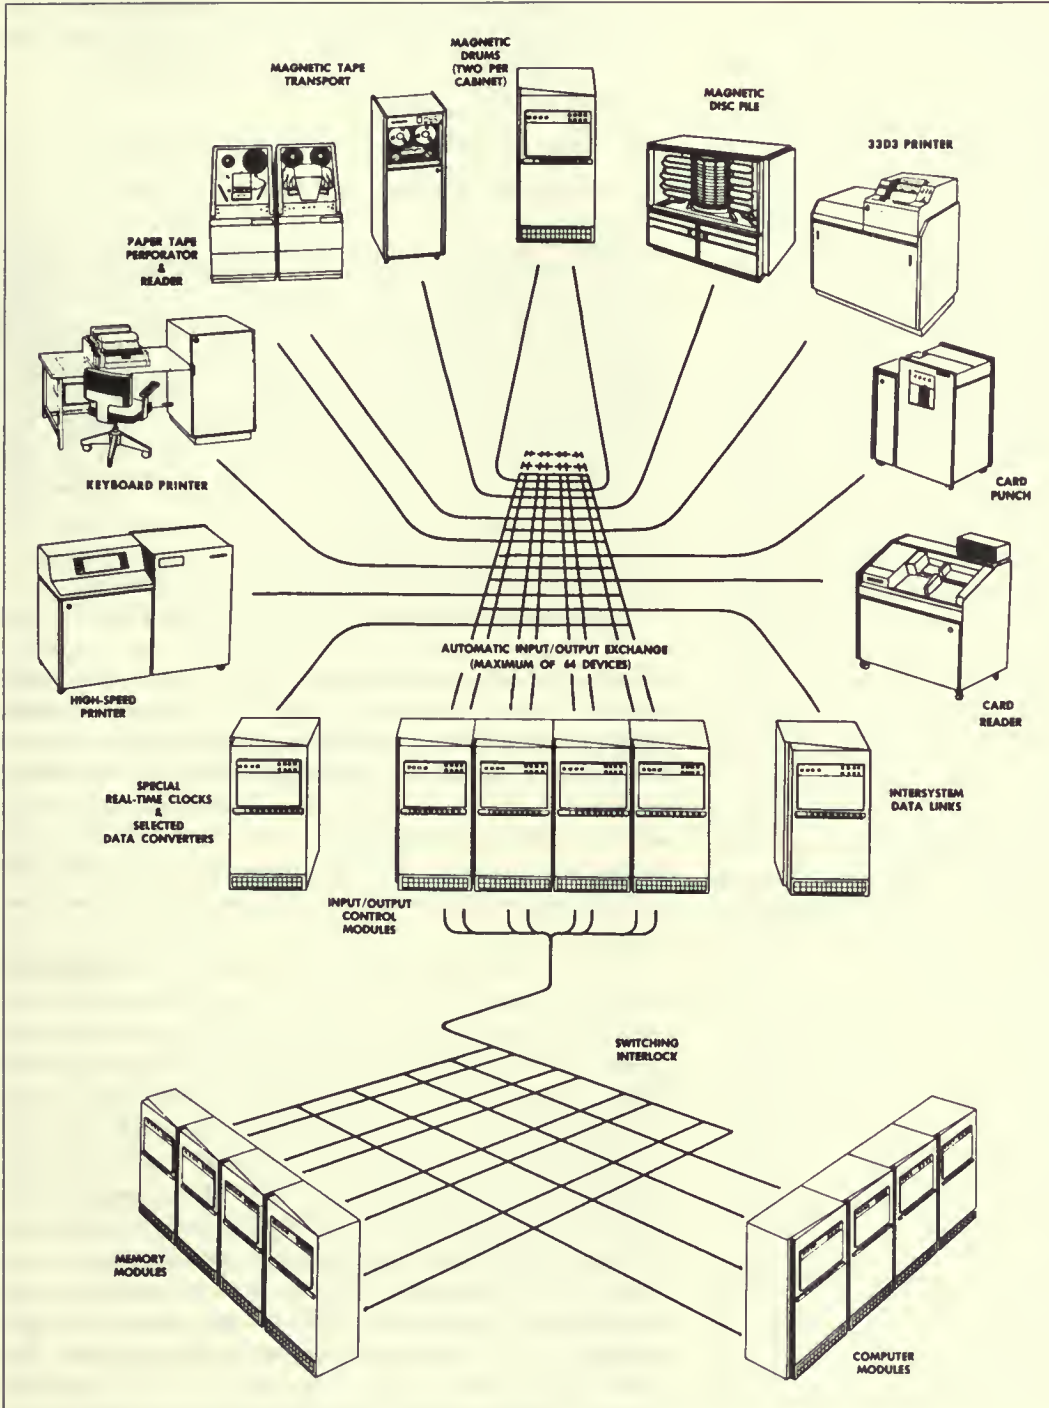 MAGNETIC
DRUMS
(TWO PER
CABINET)
MAGNETIC TAPE
TRANSPORT
MAGNETIC
DISC FILE
33D3 PRINTER
PAPER TAPE
PERFORATOR
&
READER
KEYBOARD PRINTER
CARD
PUNCH
HIGH-SPEED
PRINTER
AUTOMATIC INPUT/OUTPUT EXCHANGE
(MAXIMUM OF 64 DEVICES)
CARD
READER
SPECIAL
REAL-TIME CLOCKS
&
SELECTED
DATA CONVERTERS
INTERSYSTEM
DATA LINKS
INPUT/OUTPUT
CONTROL
MODULES
SWITCHING
INTERLOCK
MEMORY
MODULES
COMPUTER
MODULES